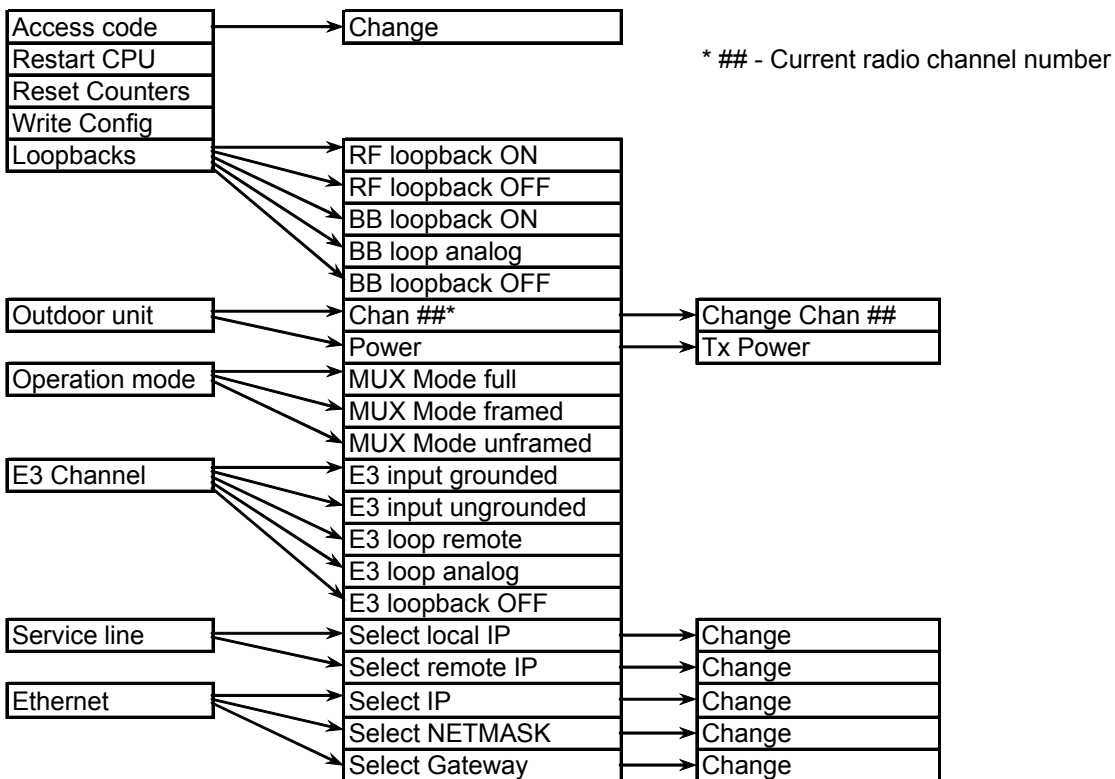 Access code
Change
* ## - Current radio channel number
Restart CPU
Reset Counters
Write Config
Loopbacks
RF loopback ON
RF loopback OFF
BB loopback ON
BB loop analog
BB loopback OFF
Outdoor unit
Chan ##*
Change Chan ##
Power
Tx Power
Operation mode
MUX Mode full
MUX Mode framed
MUX Mode unframed
E3 Channel
E3 input grounded
E3 input ungrounded
E3 loop remote
E3 loop analog
E3 loopback OFF
Service line
Select local IP
Change
Select remote IP
Change
Ethernet
Select IP
Change
Select NETMASK
Change
Select Gateway
Change